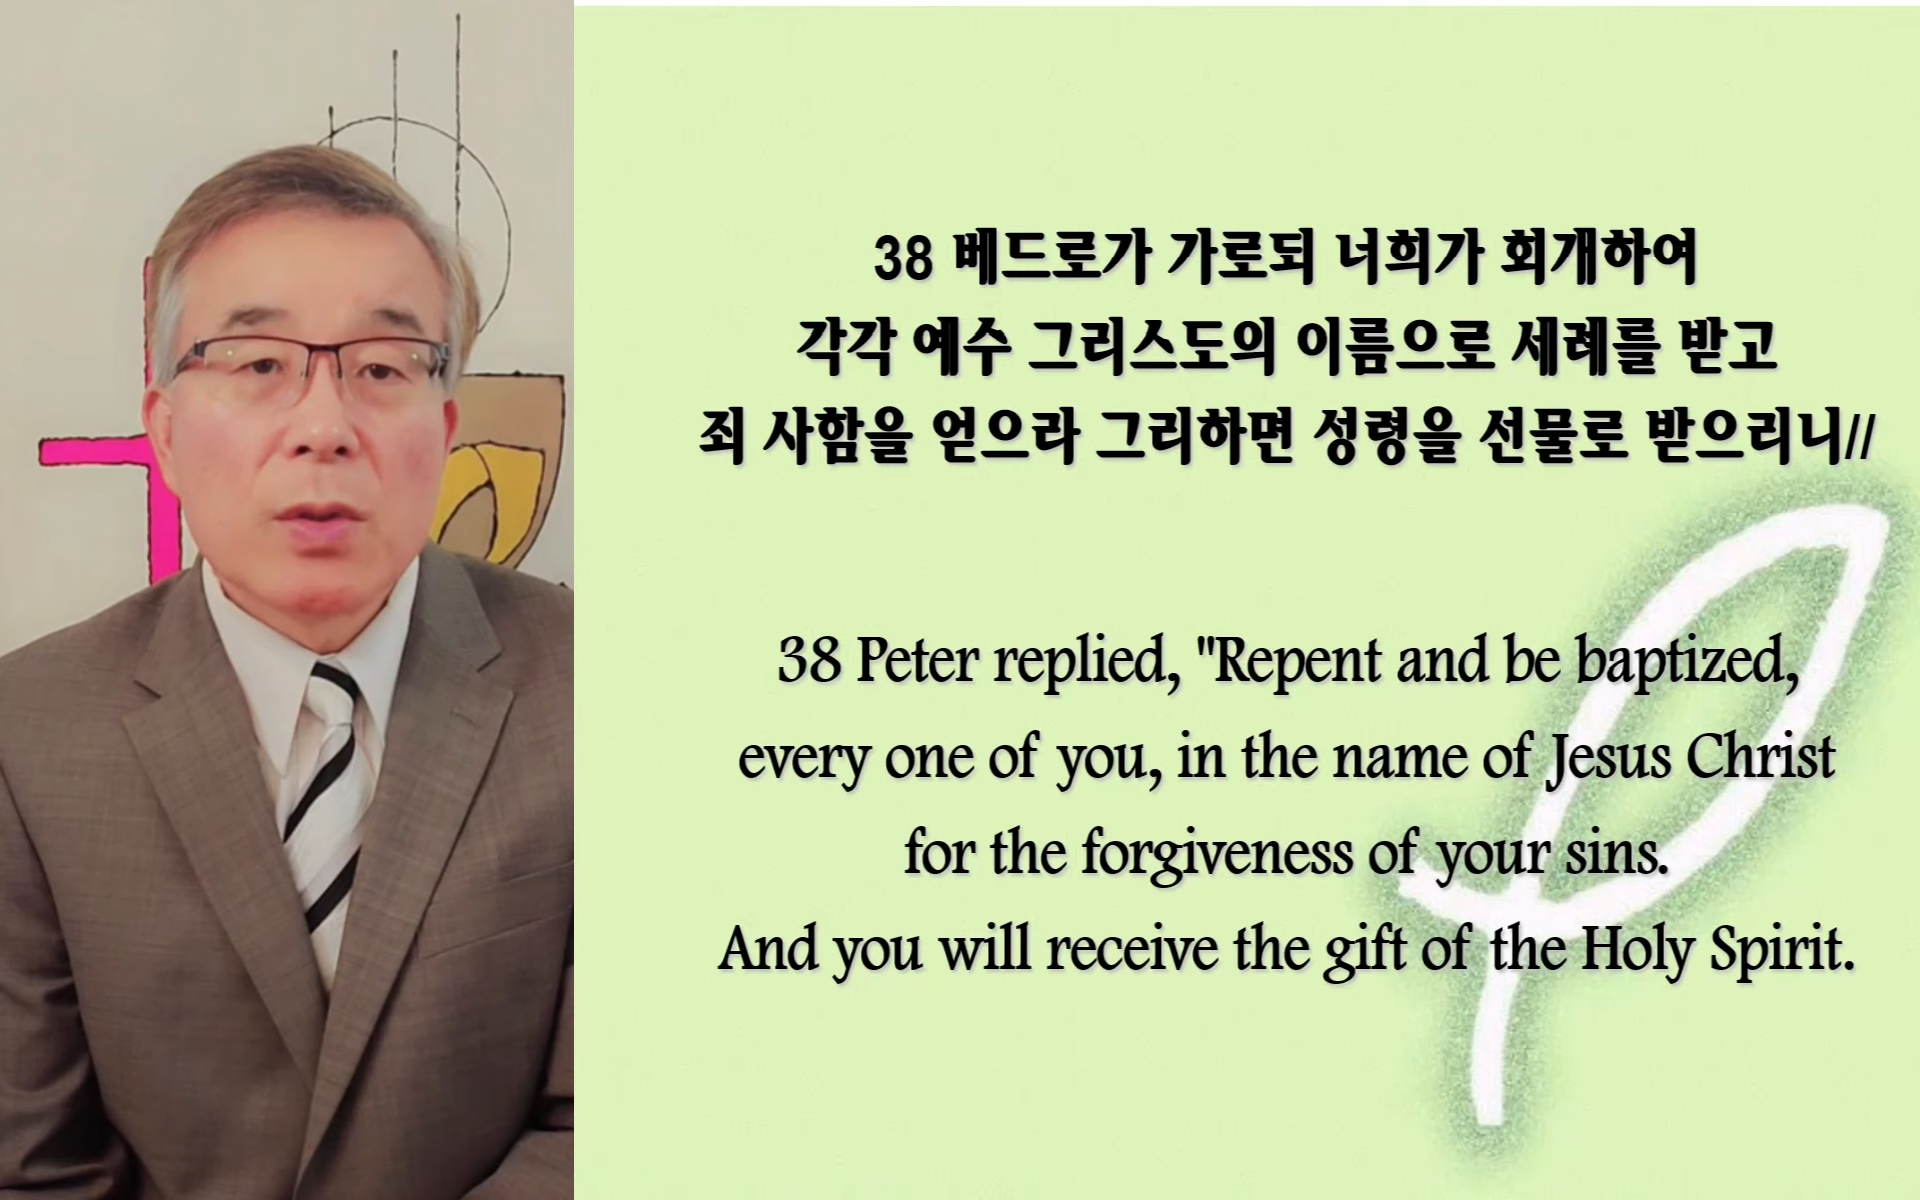 38 베드로가 가로되 너희가 회개하여
각각 예수 그리스도의 이름으로 세례를 받고
죄 사함을 얻으라 그리하면 성령을 선물로 받으리니//
38 Peter replied, "Repent and be baptized,
every one of you, in the name of Jesus Christ
for the forgiveness of your sins.
And you will receive the gift of the Holy Spirit.